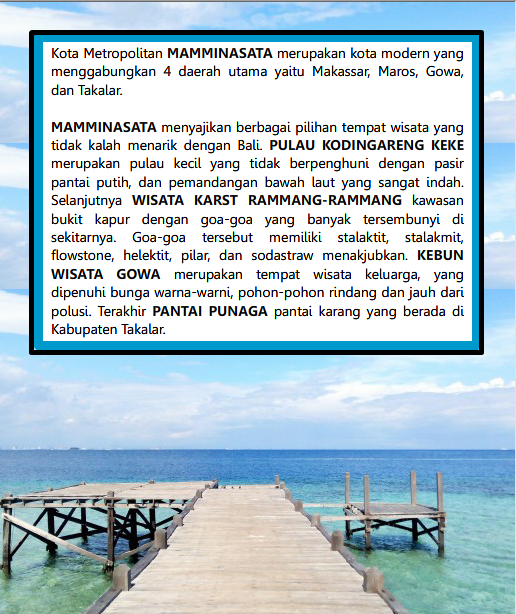 Kota Metropolitan MAMMINASATA merupakan kota modern yang
menggabungkan 4 daerah utama yaitu Makassar, Maros, Gowa,
dan Takalar.
MAMMINASATA menyajikan berbagai pilihan tempat wisata yang
tidak kalah menarik dengan Bali. PULAU KODINGARENG KEKE
merupakan pulau kecil yang tidak berpenghuni dengan pasir
pantai putih, dan pemandangan bawah laut yang sangat indah.
Selanjutnya WISATA KARST RAMMANG-RAMMANG kawasan
bukit kapur dengan goa-goa yang banyak tersembunyi di
sekitarnya. Goa-goa tersebut memiliki stalaktit, stalakmit,
flowstone, helektit, pilar, dan sodastraw menakjubkan. KEBUN
WISATA GOWA merupakan tempat wisata keluarga, yang
dipenuhi bunga warna-warni, pohon-pohon rindang dan jauh dari
polusi. Terakhir PANTAI PUNAGA pantai karang yang berada di
Kabupaten Takalar.